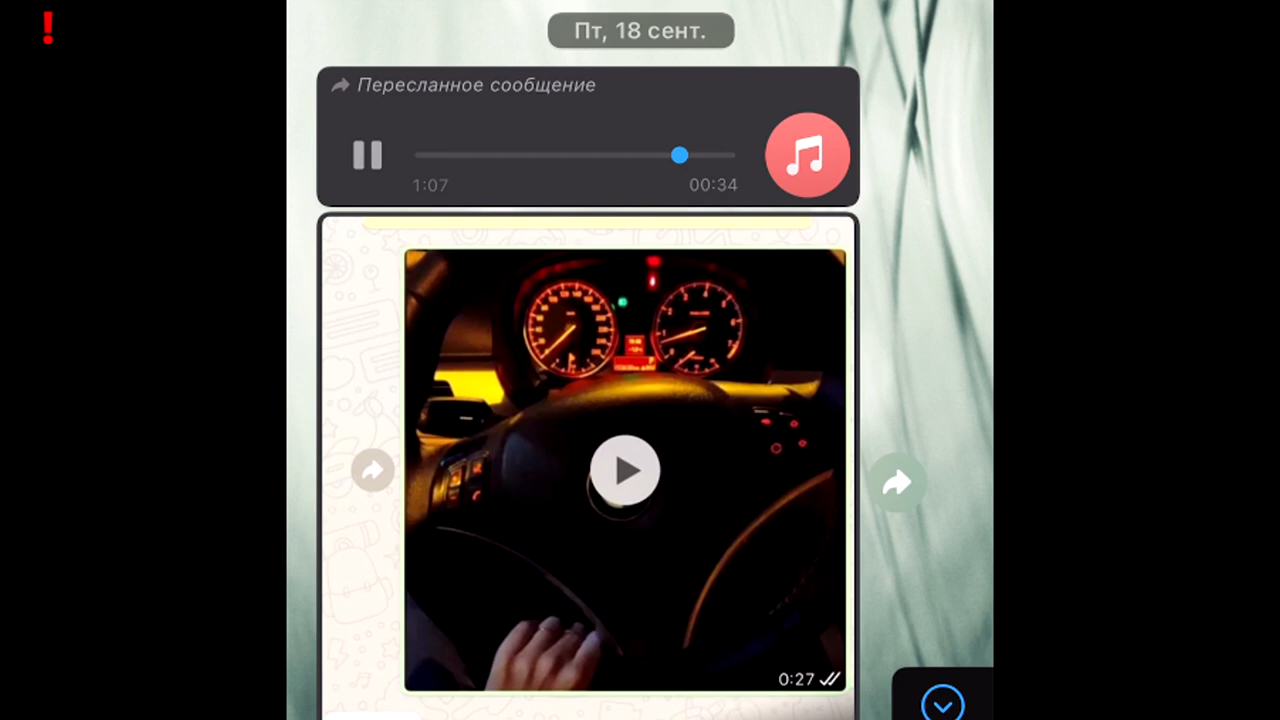 !
Пт, 18 сент.
Пересланное сообщение
1:07
00:34
0:27